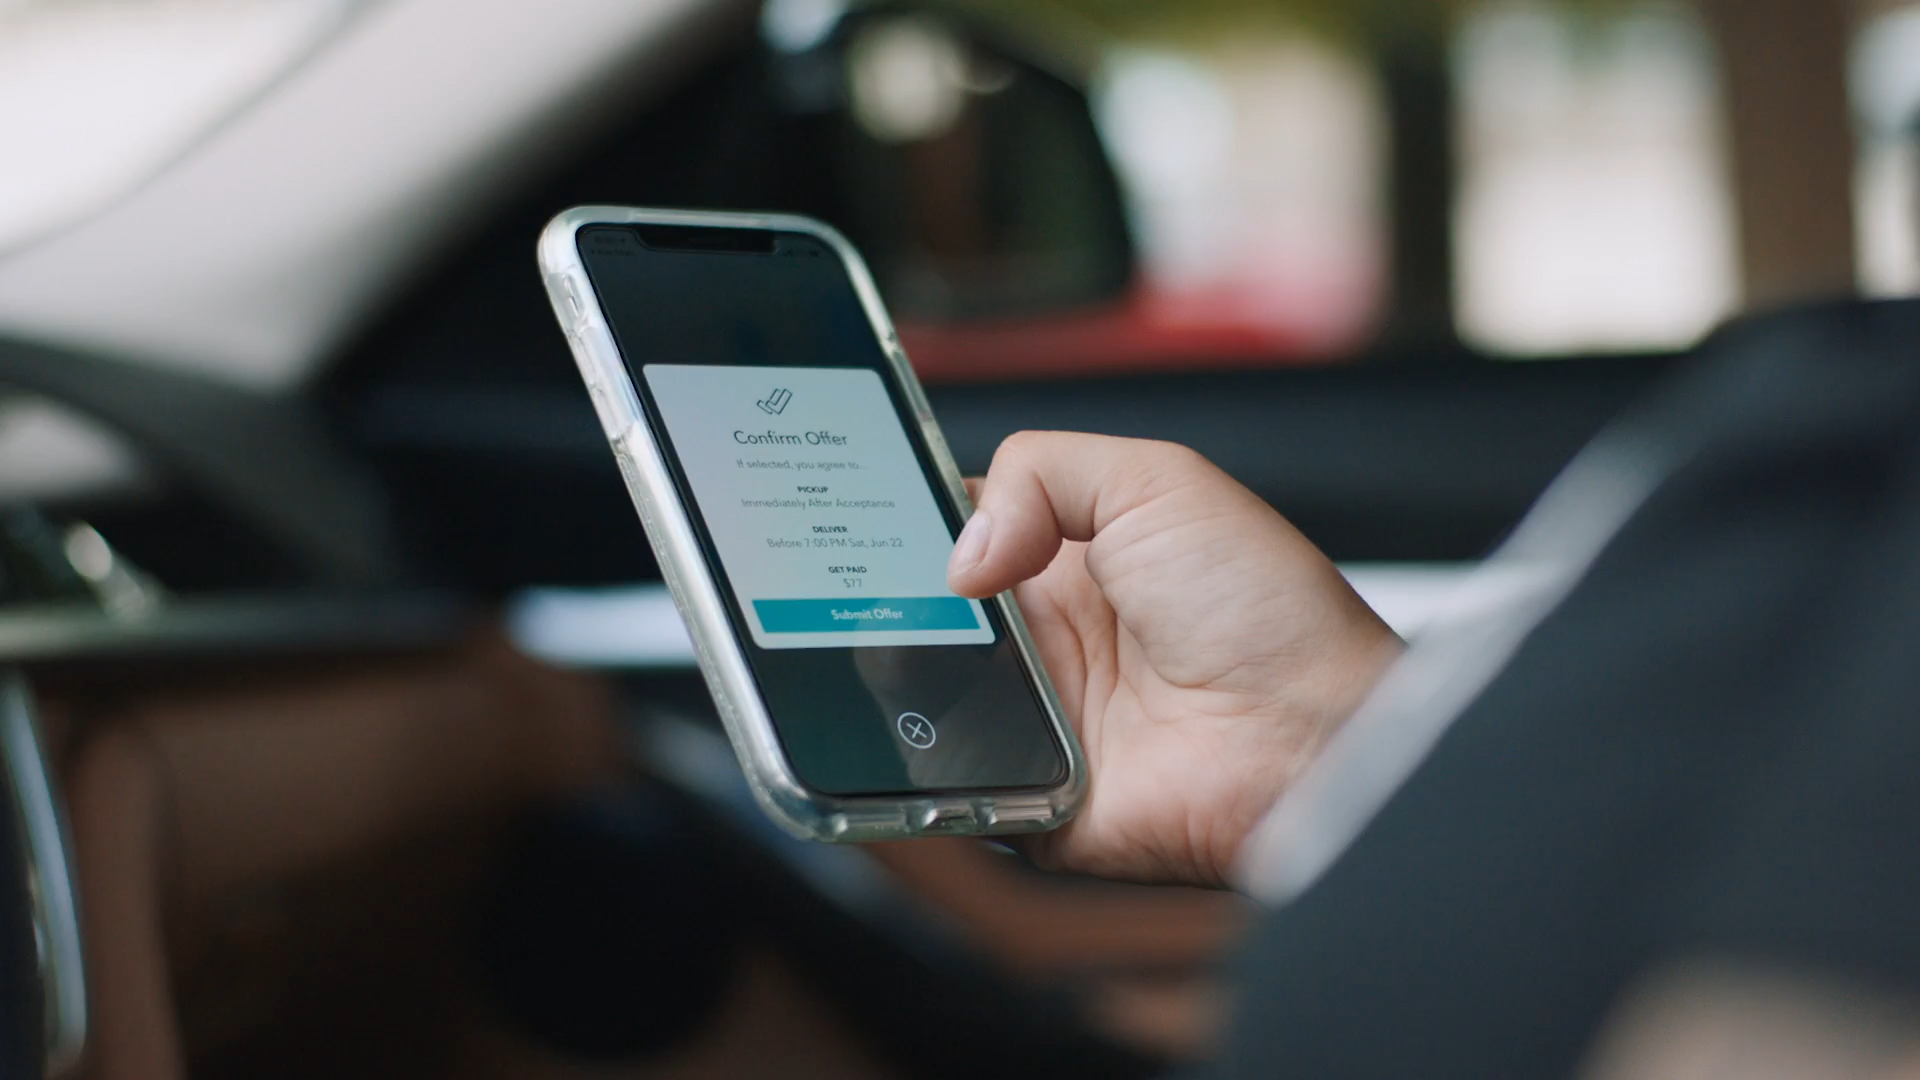 Confirm Offer
If selected, you agree to...
PICKUP
Immediately After Acceptance
DELIVER
Before 7:00 PM Sat, Jun 22
GET PAID
$77
Submit Offer